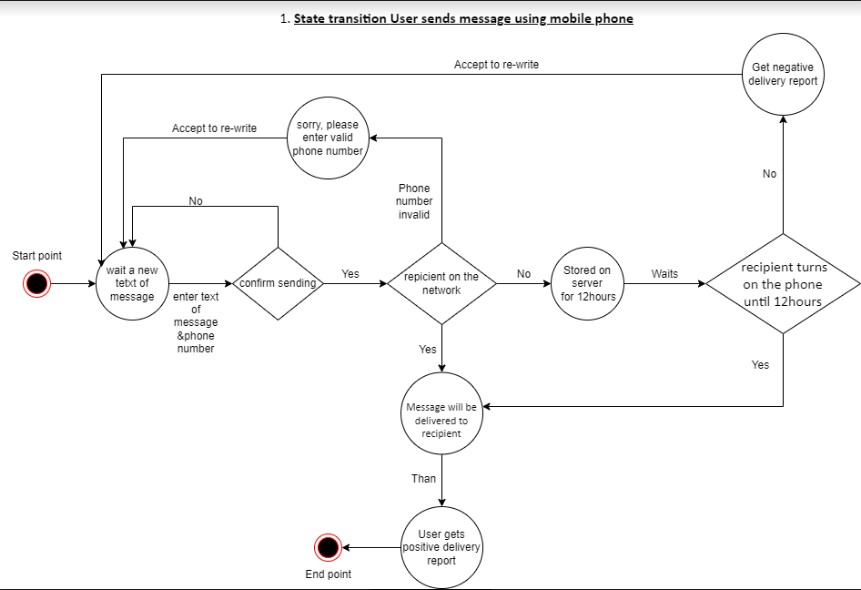 1. State transition User sends message using mobile phone
Accept to re-write
Get negative
delivery report
Accept to re-write
sorry, please
enter valid
phone number
No
Phone
number
invalid
No
Start point
wait a new
tetxt of
message
enter text
of
message
&phone
number
confirm sending
Yes
repicient on the
network
No
Stored on
server
for 12hours
Waits
recipient turns
on the phone
until 12hours
Yes
Yes
Message will be
delivered to
recipient
Than
User gets
positive delivery
report
End point